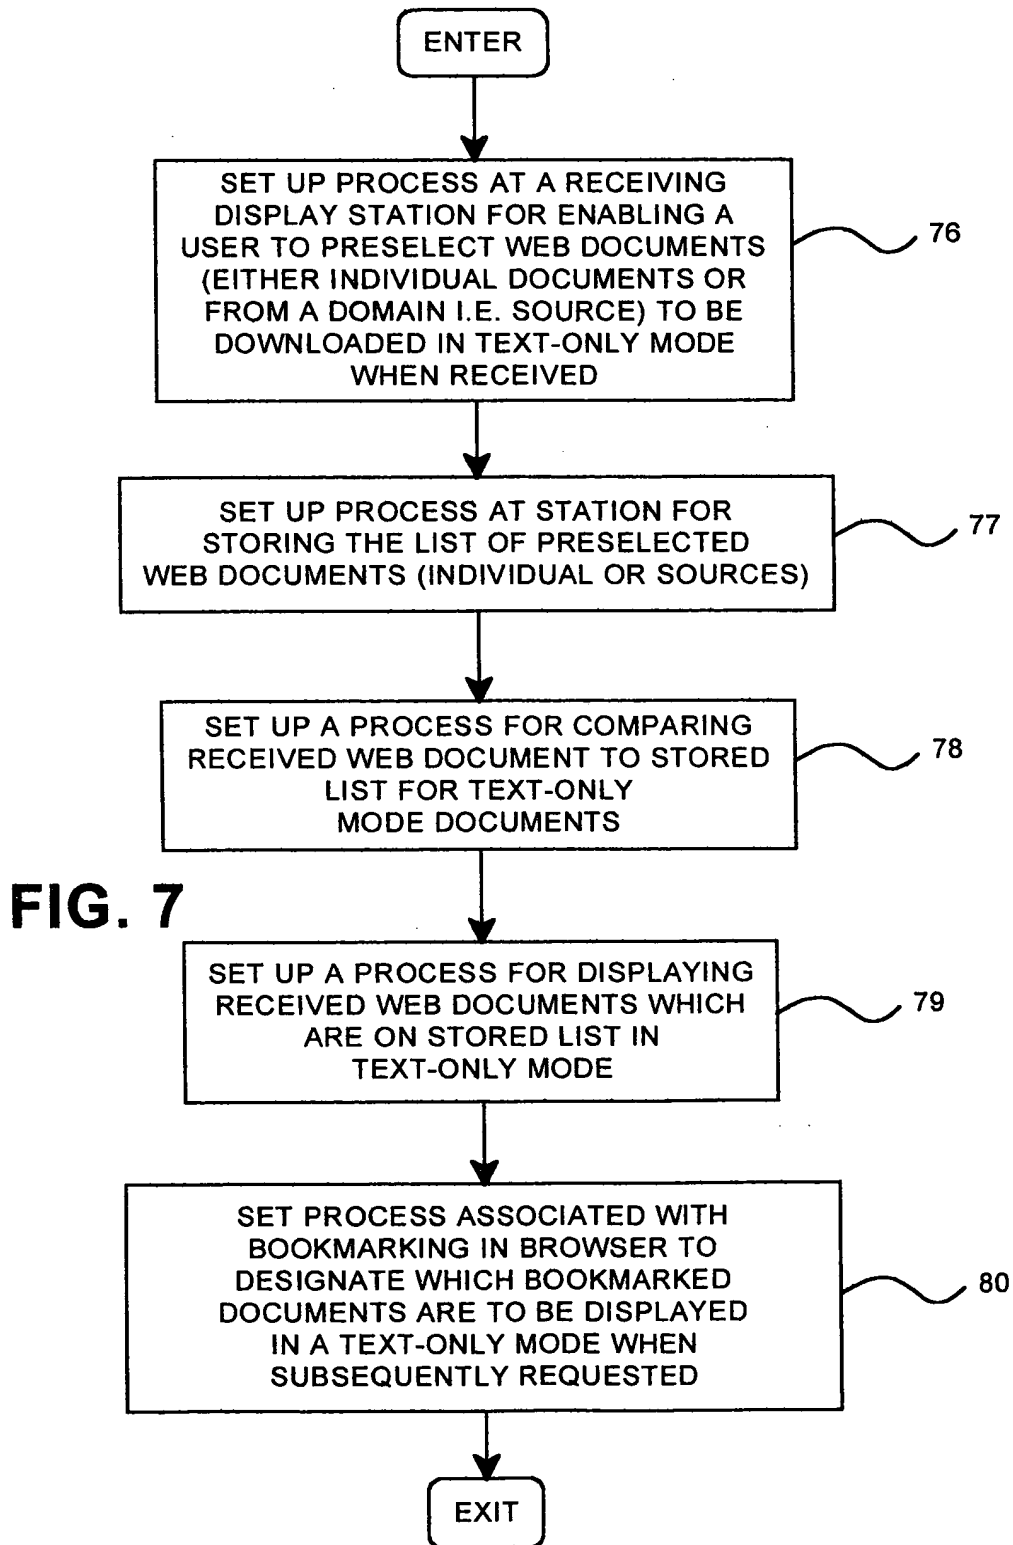 ENTER
SET UP PROCESS AT A RECEIVING
DISPLAY STATION FOR ENABLING A
USER TO PRESELECT WEB DOCUMENTS
(EITHER INDIVIDUAL DOCUMENTS OR
FROM A DOMAIN I.E. SOURCE) TO BE
DOWNLOADED IN TEXT-ONLY MODE
WHEN RECEIVED
76
SET UP PROCESS AT STATION FOR
STORING THE LIST OF PRESELECTED
WEB DOCUMENTS (INDIVIDUAL OR SOURCES)
77
SET UP A PROCESS FOR COMPARING
RECEIVED WEB DOCUMENT TO STORED
LIST FOR TEXT-ONLY
MODE DOCUMENTS
78
FIG. 7
SET UP A PROCESS FOR DISPLAYING
RECEIVED WEB DOCUMENTS WHICH
ARE ON STORED LIST IN
TEXT-ONLY MODE
79
SET PROCESS ASSOCIATED WITH
BOOKMARKING IN BROWSER TO
DESIGNATE WHICH BOOKMARKED
DOCUMENTS ARE TO BE DISPLAYED
IN A TEXT-ONLY MODE WHEN
SUBSEQUENTLY REQUESTED
80
EXIT